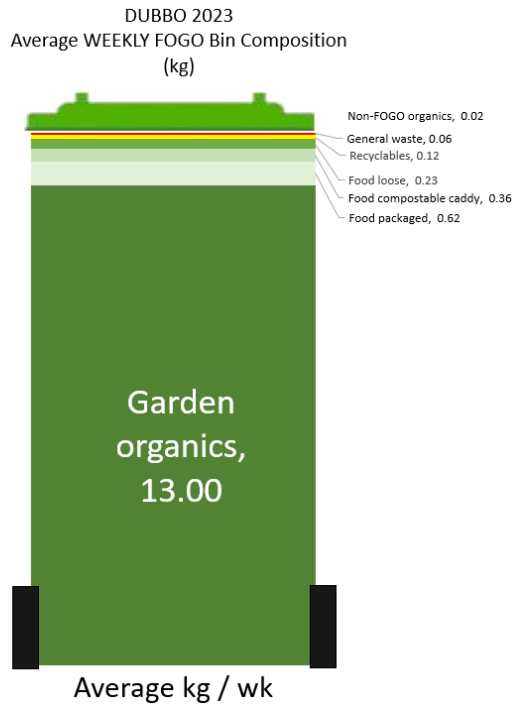 DUBBO 2023
Average WEEKLY FOGO Bin Composition
(kg)
Non-FOGO organics, 0.02
General waste, 0.06
Recyclables, 0.12
Food loose, 0.23
Food compostable caddy, 0.36
Food packaged, 0.62
Garden
organics,
13.00
Average kg / wk